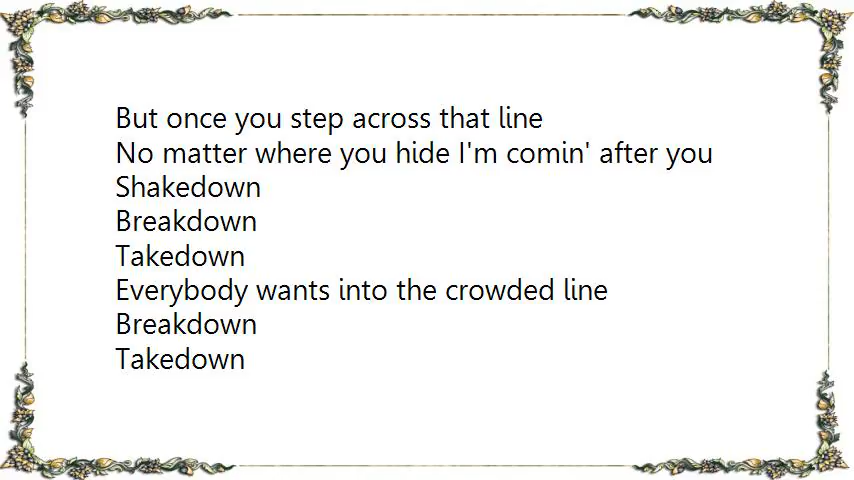 But once you step across that line
No matter where you hide I'm comin' after you
Shakedown
Breakdown
Takedown
Everybody wants into the crowded line
Breakdown
Takedown